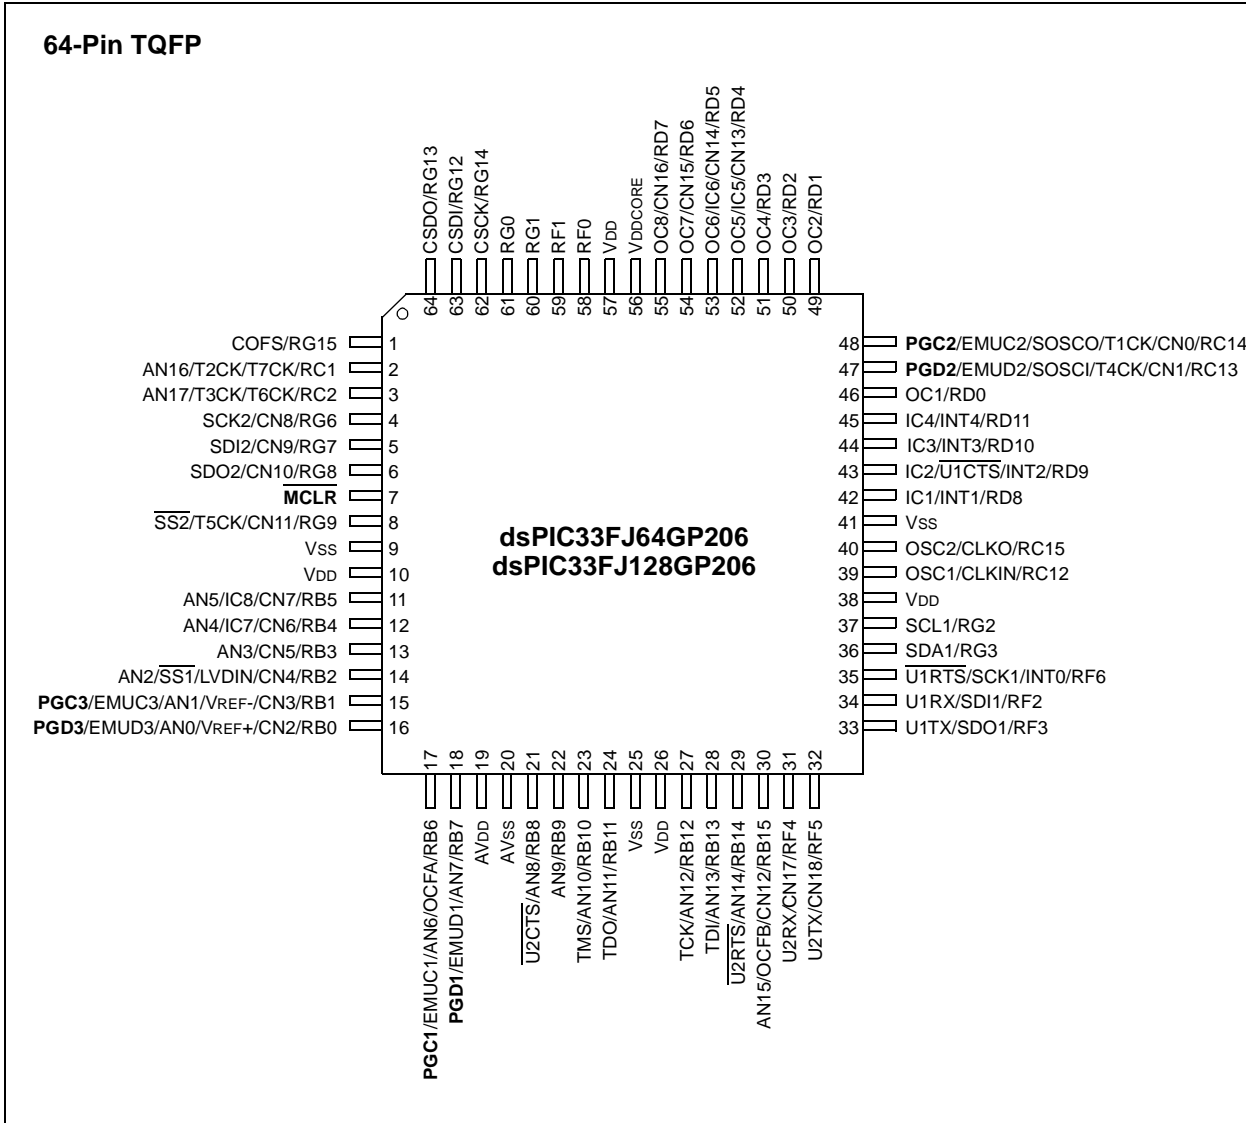 64-Pin TQFP
CSDO/RG13
CSDI/RG12
CSCK/RG14
RG0
RG1
RF1
RF0
VDD
VDDCORE
OC8/CN16/RD7
OC7/CN15/RD6
OC6/IC6/CN14/RD5
OC5/IC5/CN13/RD4
OC4/RD3
OC3/RD2
OC2/RD1
64 63 62 61 60 59 58 57 56 55 54 53 52 51 50 49
COFS/RG15 1
AN16/T2CK/T7CK/RC1 2
AN17/T3CK/T6CK/RC2 3
SCK2/CN8/RG6 4
SDI2/CN9/RG7 5
SDO2/CN10/RG8 6
MCLR 7
SS2/T5CK/CN11/RG9 8
VSS 9
VDD 10
AN5/IC8/CN7/RB5 11
AN4/IC7/CN6/RB4 12
AN3/CN5/RB3 13
AN2/SS1/LVDIN/CN4/RB2 14
PGC3/EMUC3/AN1/VREF-/CN3/RB1 15
PGD3/EMUD3/AN0/VREF+/CN2/RB0 16
dsPIC33FJ64GP206
dsPIC33FJ128GP206
48 PGC2/EMUC2/SOSCO/T1CK/CN0/RC14
47 PGD2/EMUD2/SOSCI/T4CK/CN1/RC13
46 OC1/RD0
45 IC4/INT4/RD11
44 IC3/INT3/RD10
43 IC2/U1CTS/INT2/RD9
42 IC1/INT1/RD8
41 VSS
40 OSC2/CLKO/RC15
39 OSC1/CLKIN/RC12
38 VDD
37 SCL1/RG2
36 SDA1/RG3
35 U1RTS/SCK1/INT0/RF6
34 U1RX/SDI1/RF2
33 U1TX/SDO1/RF3
17 18 19 20 21 22 23 24 25 26 27 28 29 30 31 32
PGC1/EMUC1/AN6/OCFA/RB6
PGD1/EMUD1/AN7/RB7
AVDD
AVSS
U2CTS/AN8/RB8
AN9/RB9
TMS/AN10/RB10
TDO/AN11/RB11
VSS
VDD
TCK/AN12/RB12
TDI/AN13/RB13
U2RTS/AN14/RB14
AN15/OCFB/CN12/RB15
U2RX/CN17/RF4
U2TX/CN18/RF5